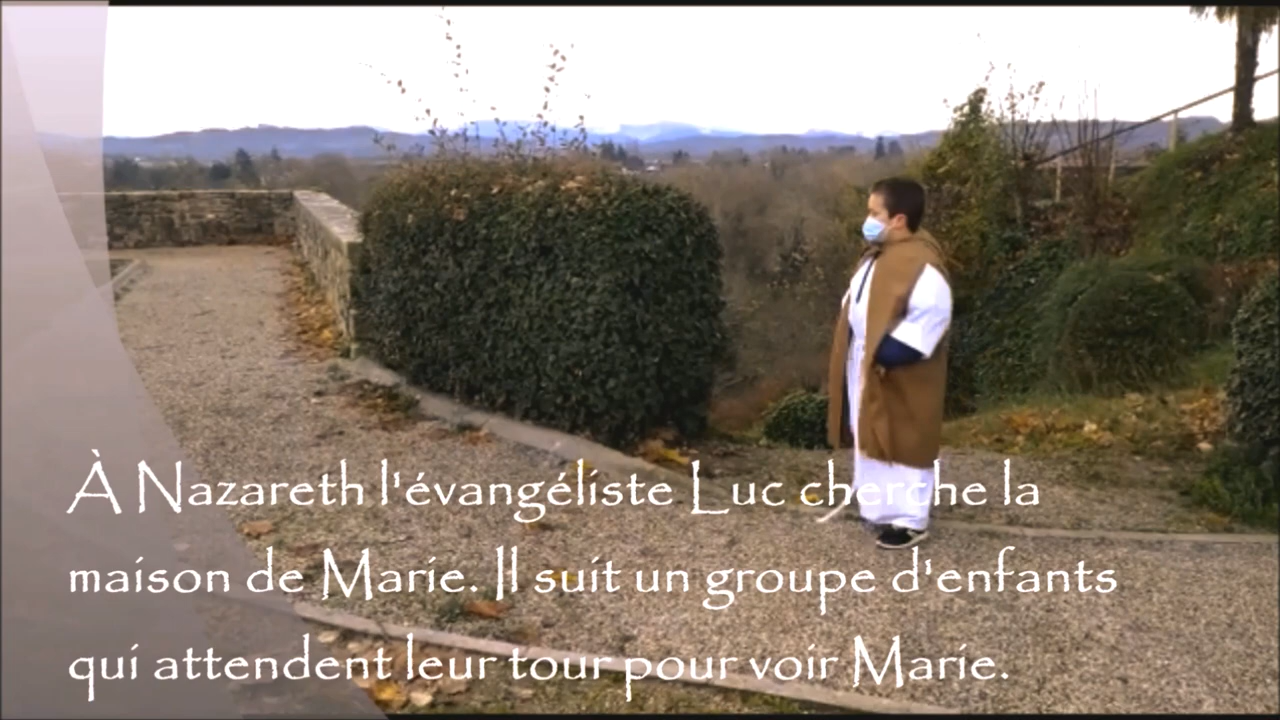 À Nazareth l'évangéliste Luc cherche la
maison de Marie. Il suit un groupe d'enfants
qui attendent leur tour pour voir Marie.